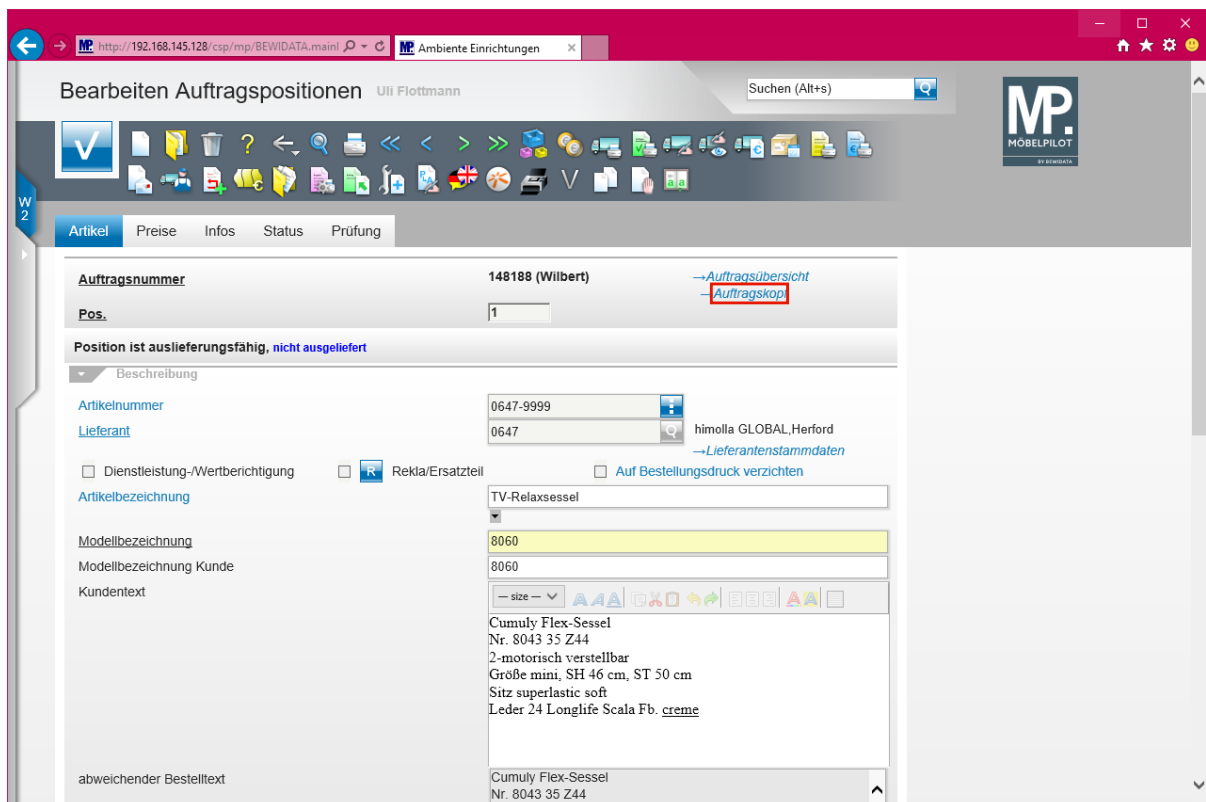 http://192.168.145.128/csp/mp/BEWIDATA.mainl
MP. Ambiente Einrichtungen
Bearbeiten Auftragspositionen Uli Flottmann
Suchen (Alt+s)
MP.
MÖBELPILOT
BY BEWIDATA
W
2
Artikel Preise Infos Status Prüfung
Auftragsnummer 148188 (Wilbert) →Auftragsübersicht
→Auftragskopf
Pos. 1
Position ist auslieferungsfähig, nicht ausgeliefert
Beschreibung
Artikelnummer 0647-9999
Lieferant 0647 himolla GLOBAL,Herford
→Lieferantenstammdaten
Dienstleistung-/Wertberichtigung R Rekla/Ersatzteil Auf Bestellungsdruck verzichten
Artikelbezeichnung TV-Relaxsessel
Modellbezeichnung 8060
Modellbezeichnung Kunde 8060
Kundentext — size —
Cumuly Flex-Sessel
Nr. 8043 35 Z44
2-motorisch verstellbar
Größe mini, SH 46 cm, ST 50 cm
Sitz superlastic soft
Leder 24 Longlife Scala Fb. creme
abweichender Bestelltext Cumuly Flex-Sessel
Nr. 8043 35 Z44